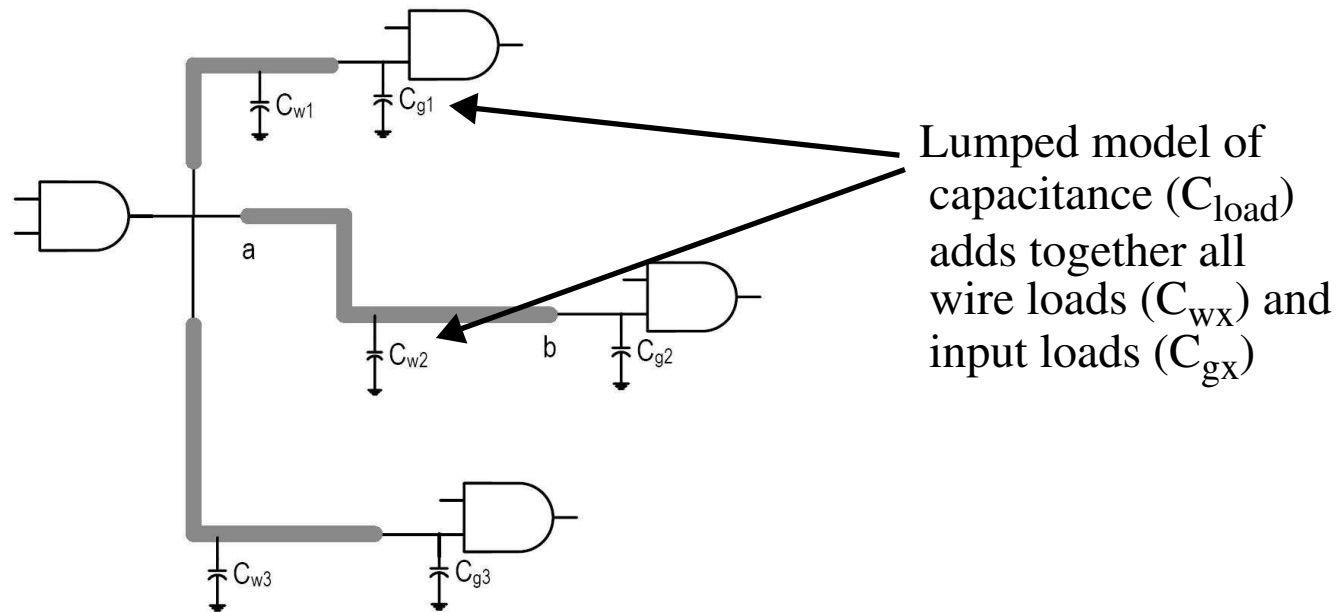 Cw1
Cg1
Lumped model of
capacitance (Cload)
adds together all
wire loads (Cwx) and
input loads (Cgx)
a
b
Cw2
Cg2
Cw3
Cg3